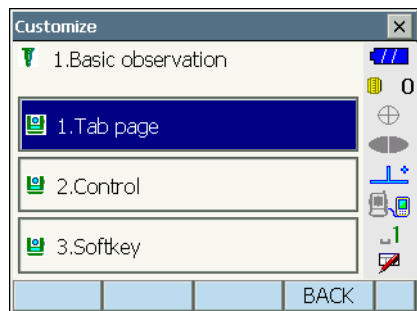 Customize
1.Basic observation
0
1.Tab page
2.Control
3.Softkey
1
BACK